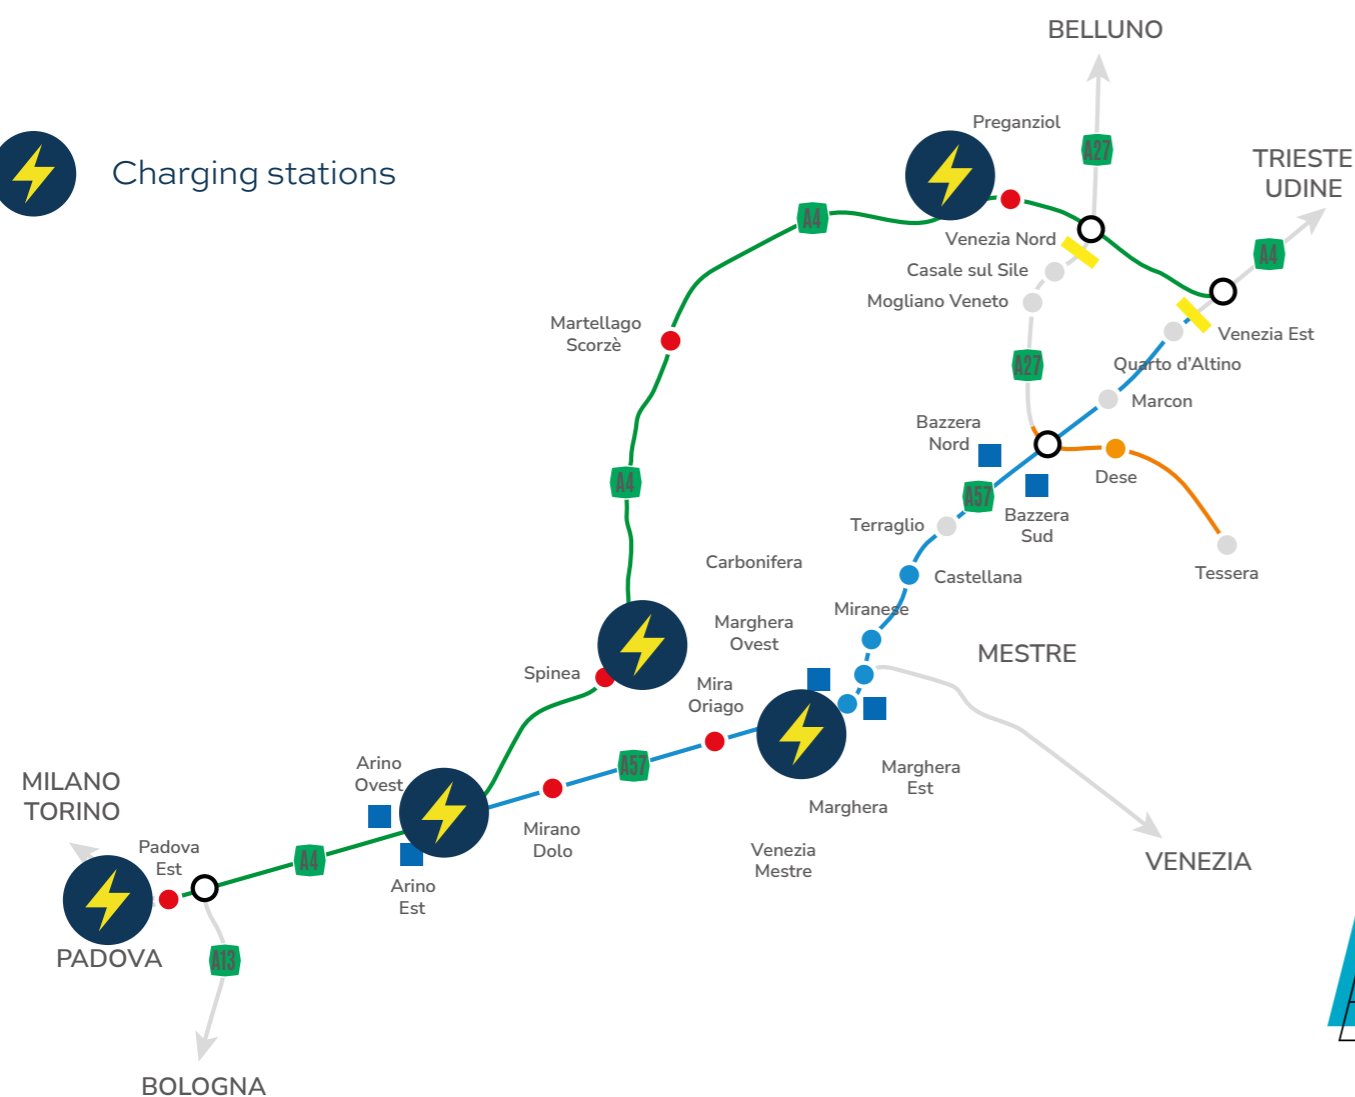 BELLUNO
Preganziol
A27
TRIESTE
UDINE
Charging stations
A4
Venezia Nord
A4
Casale sul Sile
Mogliano Veneto
Martellago
Scorzè
Venezia Est
A27
Quarto d'Altino
Marcon
Bazzera
Nord
Dese
A4
A57
Bazzera
Sud
Terraglio
Carbonifera
Castellana
Tessera
Miranese
Marghera
Ovest
MESTRE
Spinea
Mira
Oriago
Arino
Ovest
A57
Marghera
Est
MILANO
TORINO
Marghera
Mirano
Dolo
Padova
Est
A4
Venezia
Mestre
VENEZIA
Arino
Est
PADOVA
A13
BOLOGNA